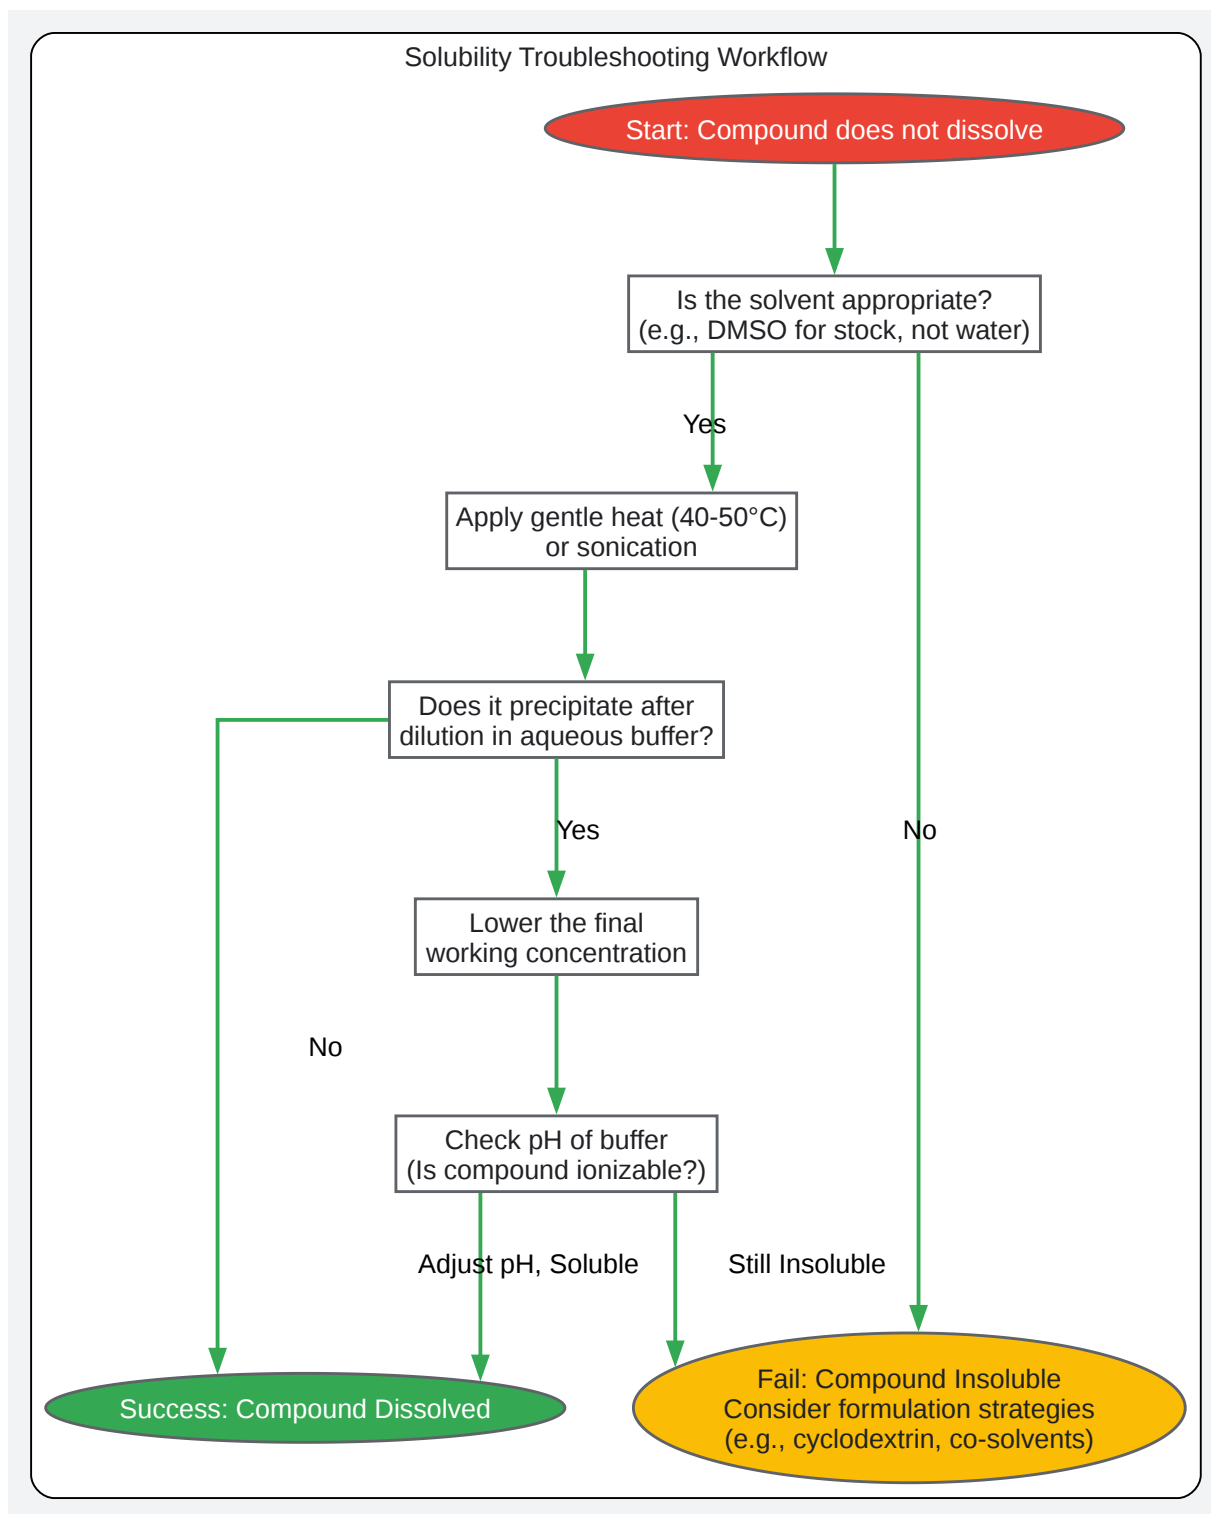 Solubility Troubleshooting Workflow
Start: Compound does not dissolve
Is the solvent appropriate?
(e.g., DMSO for stock, not water)
Yes
Apply gentle heat (40-50°C)
or sonication
Does it precipitate after
dilution in aqueous buffer?
Yes
No
Lower the final
working concentration
No
Check pH of buffer
(Is compound ionizable?)
Adjust pH, Soluble
Still Insoluble
Success: Compound Dissolved
Fail: Compound Insoluble
Consider formulation strategies
(e.g., cyclodextrin, co-solvents)